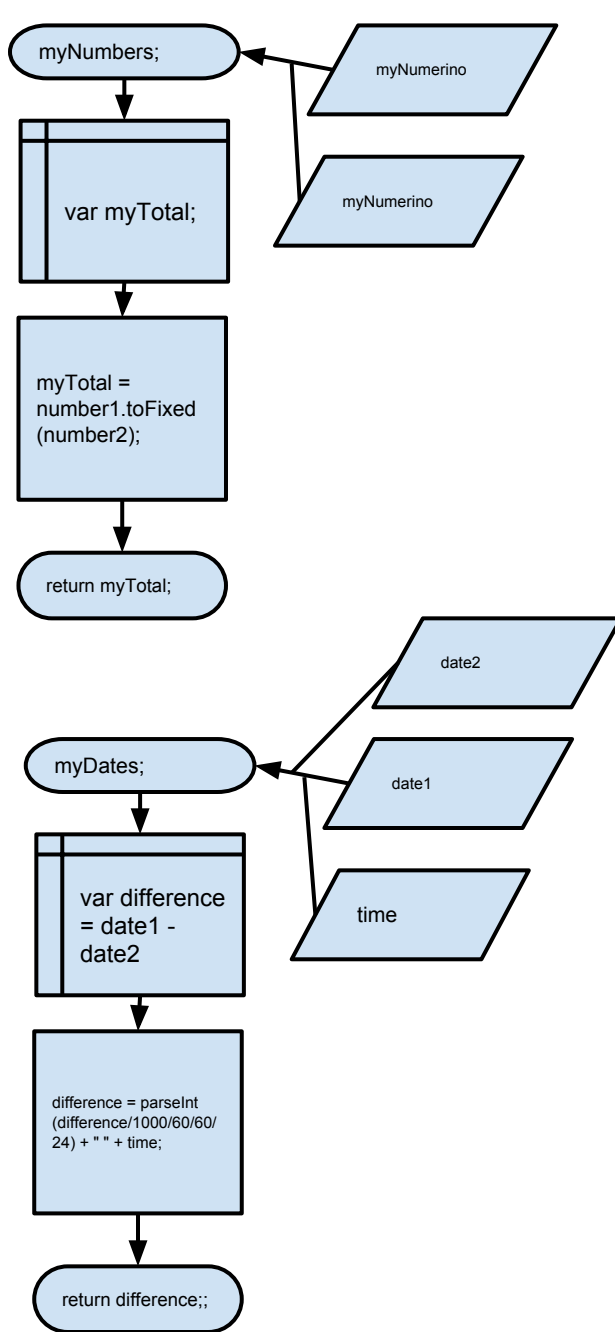 myNumbers;
myNumerino
myNumerino
var myTotal;
myTotal =
number1.toFixed
(number2);
return myTotal;
date2
myDates;
date1
var difference
= date1 -
date2
time
difference = parseInt
(difference/1000/60/60/
24) + " " + time;
return difference;;